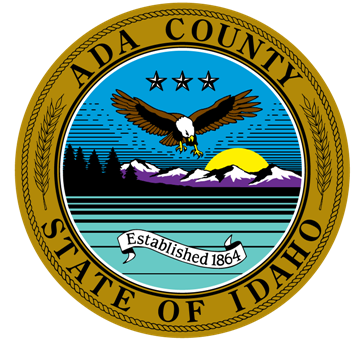 ADA COUNTY
Established 1864
STATE OF IDAHO